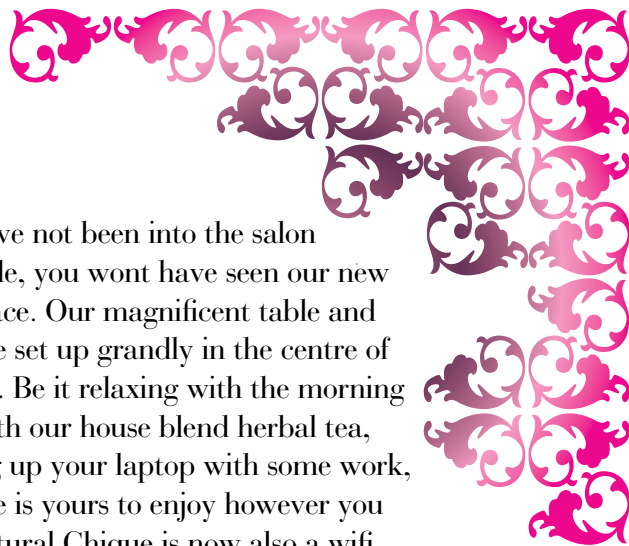 ve not been into the salon
le, you wont have seen our new
ace. Our magnificent table and
e set up grandly in the centre of
. Be it relaxing with the morning
th our house blend herbal tea,
g up your laptop with some work,
e is yours to enjoy however you
tural Chique is now also a wifi